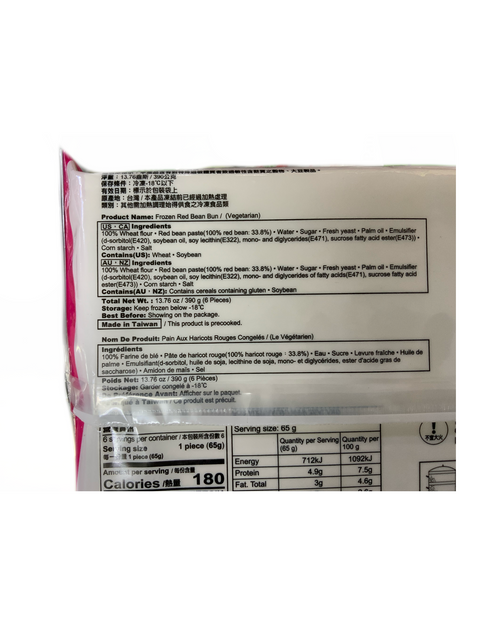 淨重：13.76盎斯 / 390公克
保存條件：冷凍-18℃以下
有效日期：標示於包裝袋上
原產地：台灣 / 本產品凍結前已經過加熱處理
類別：其他需加熱調理始得供食之冷凍食品類
Product Name: Frozen Red Bean Bun / (Vegetarian)
US・CA Ingredients
100% Wheat flour・Red bean paste(100% red bean: 33.8%)・Water・Sugar・Fresh yeast・Palm oil・Emulsifier
(d-sorbitol(E420), soybean oil, soy lecithin(E322), mono- and diglycerides(E471), sucrose fatty acid ester(E473))・
Corn starch・Salt
Contains(US): Wheat・Soybean
AU・NZ Ingredients
100% Wheat flour・Red bean paste(100% red bean: 33.8%)・Water・Sugar・Fresh yeast・Palm oil・Emulsifier
(d-sorbitol(E420), soybean oil, soy lecithin(E322), mono- and diglycerides of fatty acids(E471), sucrose fatty acid
ester(E473))・Corn starch・Salt
Contains(AU・NZ): Contains cereals containing gluten・Soybean
Total Net Wt. : 13.76 oz / 390 g (6 Pieces)
Storage: Keep frozen below -18°C
Best Before: Showing on the package.
Made in Taiwan / This product is precooked.
Nom De Produit: Pain Aux Haricots Rouges Congelés / (Le Végétarien)
Ingrédients
100% Farine de blé・Pâte de haricot rouge(100% haricot rouge：33.8%)・Eau・Sucre・Levure fraîche・Huile de
palme・Emulsifiant(d-sorbitol, huile de soja, lecithine de soja, mono- et diglycérides, ester d'acide gras de
saccharose)・Amidon de maïs・Sel
Poids Net: 13.76 oz / 390 g (6 Pièces)
Stockage: Garder congelé à -18°C
Avant: Afficher sur le paquet.
à Taiwan / Ce produit est précuit.
6 servings per container / 本包裝所含份數 6
Serving size 1 piece (65g)
每一份量 1 piece (65g)
Amount per serving / 每份含量
Calories /熱量 180
Serving size: 65 g
Quantity per Serving (65 g) Quantity per 100 g
Energy 712kJ 1092kJ
Protein 4.9g 7.5g
Fat. Total 3g 4.6g
不宜大火